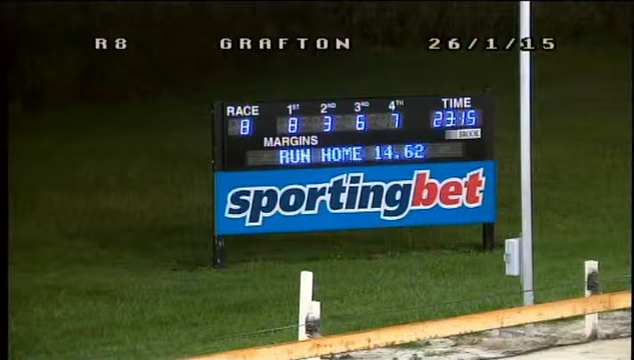 R8 GRAFTON 26/1/15
RACE 1ST 2ND 3RD 4TH TIME
8 8 3 6 7 23:15
MARGINS
RUN HOME 14.62
sportingbet